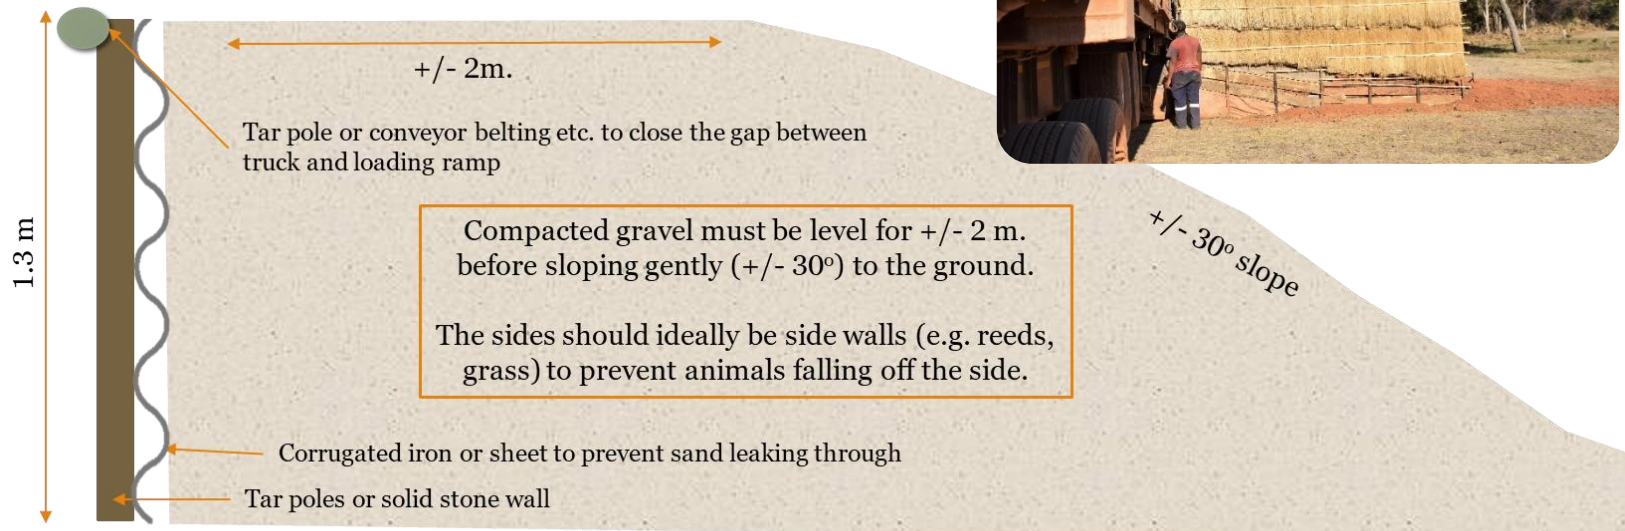 +/- 2m.
Tar pole or conveyor belting etc. to close the gap between
truck and loading ramp
1.3 m
Compacted gravel must be level for +/- 2 m.
before sloping gently (+/- 30º) to the ground.
The sides should ideally be side walls (e.g. reeds,
grass) to prevent animals falling off the side.
+/- 30º slope
Corrugated iron or sheet to prevent sand leaking through
Tar poles or solid stone wall